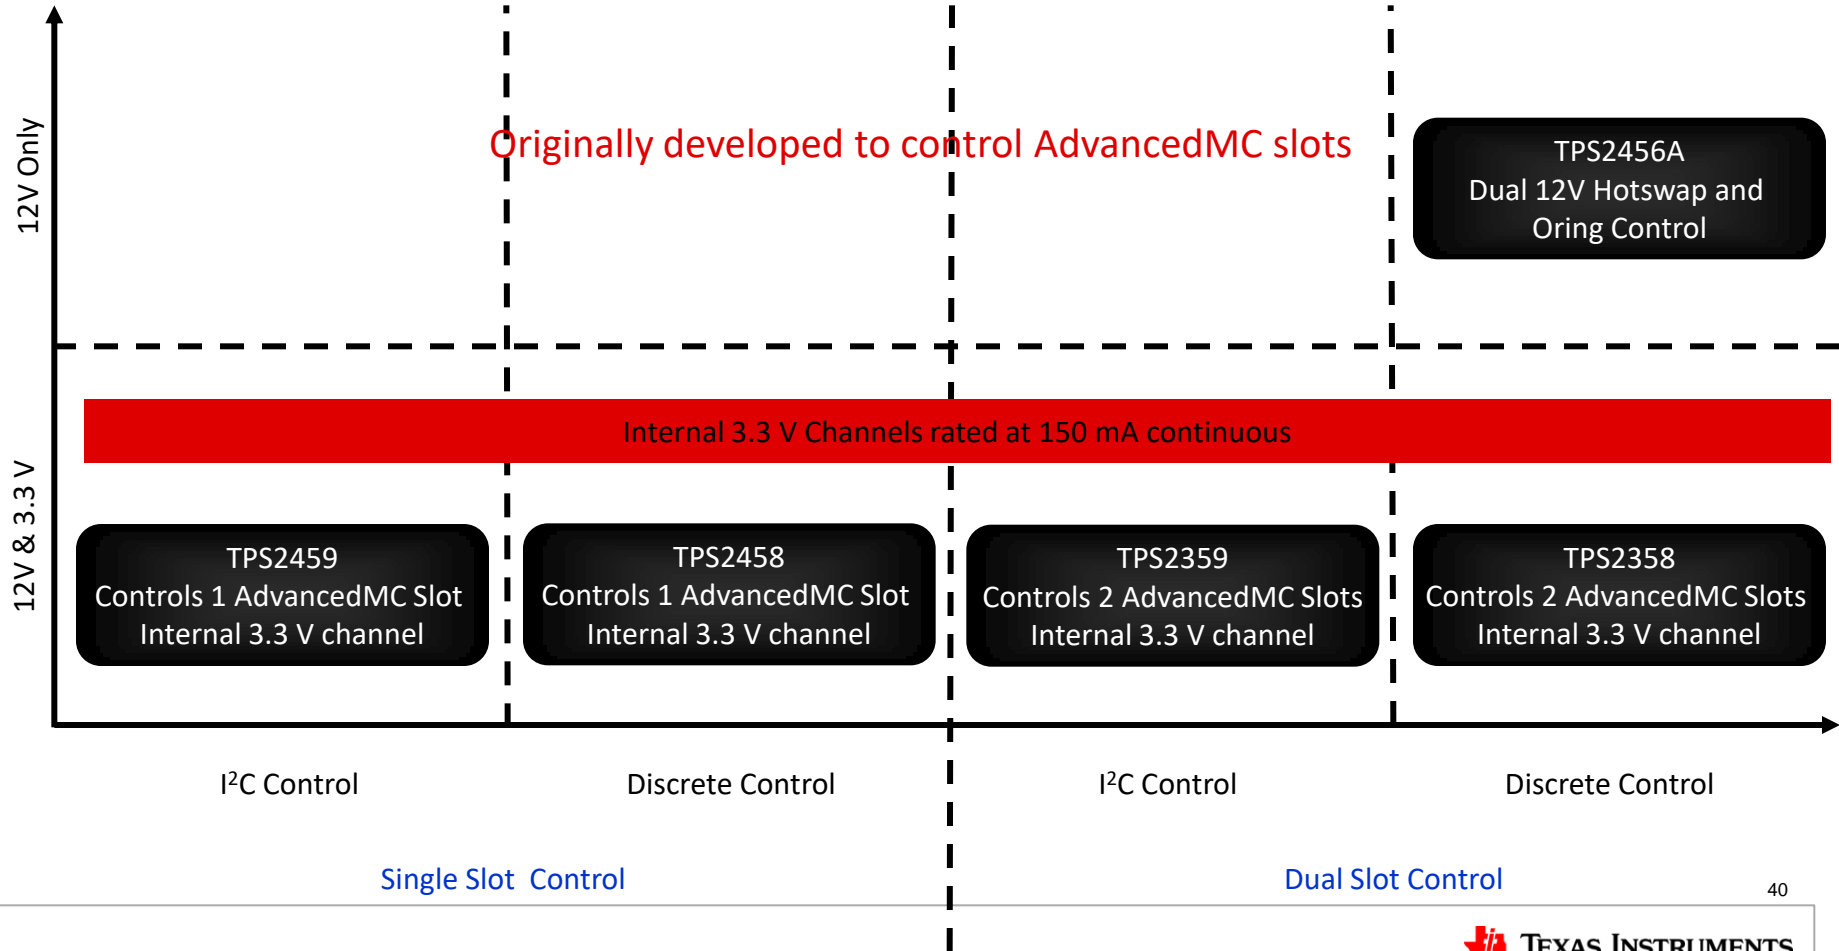 12V Only
Originally developed to control AdvancedMC slots
TPS2456A
Dual 12V Hotswap and
Oring Control
12V & 3.3 V
Internal 3.3 V Channels rated at 150 mA continuous
TPS2459
Controls 1 AdvancedMC Slot
Internal 3.3 V channel
TPS2458
Controls 1 AdvancedMC Slot
Internal 3.3 V channel
TPS2359
Controls 2 AdvancedMC Slots
Internal 3.3 V channel
TPS2358
Controls 2 AdvancedMC Slots
Internal 3.3 V channel
I²C Control
Discrete Control
I²C Control
Discrete Control
Single Slot  Control
Dual Slot Control
40
TEXAS INSTRUMENTS